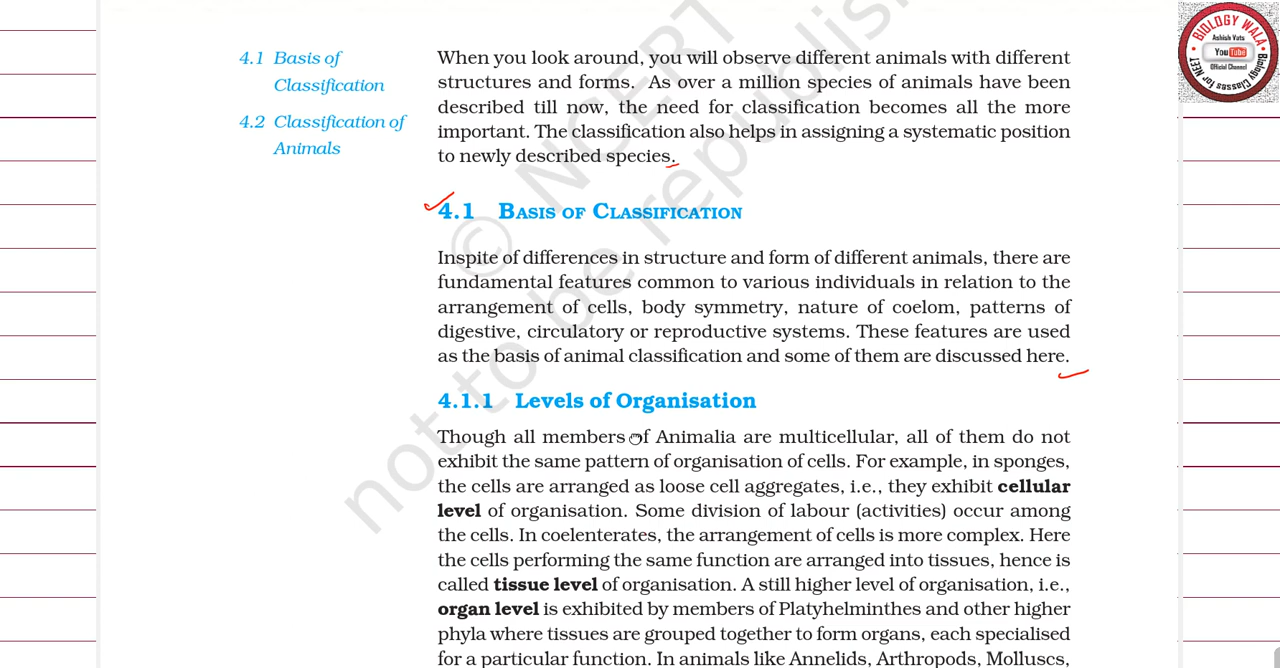 4.1 Basis of
Classification
4.2 Classification of
Animals
When you look around, you will observe different animals with different
structures and forms. As over a million species of animals have been
described till now, the need for classification becomes all the more
important. The classification also helps in assigning a systematic position
to newly described species.
4.1 BASIS OF CLASSIFICATION
Inspite of differences in structure and form of different animals, there are
fundamental features common to various individuals in relation to the
arrangement of cells, body symmetry, nature of coelom, patterns of
digestive, circulatory or reproductive systems. These features are used
as the basis of animal classification and some of them are discussed here.
4.1.1 Levels of Organisation
Though all members of Animalia are multicellular, all of them do not
exhibit the same pattern of organisation of cells. For example, in sponges,
the cells are arranged as loose cell aggregates, i.e., they exhibit cellular
level of organisation. Some division of labour (activities) occur among
the cells. In coelenterates, the arrangement of cells is more complex. Here
the cells performing the same function are arranged into tissues, hence is
called tissue level of organisation. A still higher level of organisation, i.e.,
organ level is exhibited by members of Platyhelminthes and other higher
phyla where tissues are grouped together to form organs, each specialised
for a particular function. In animals like Annelids, Arthropods, Molluscs,
© NCERT
not to be republish
BIOLOGY WALA
Ashish Vats
YouTube
Official Channel
Biology Classes for NEET